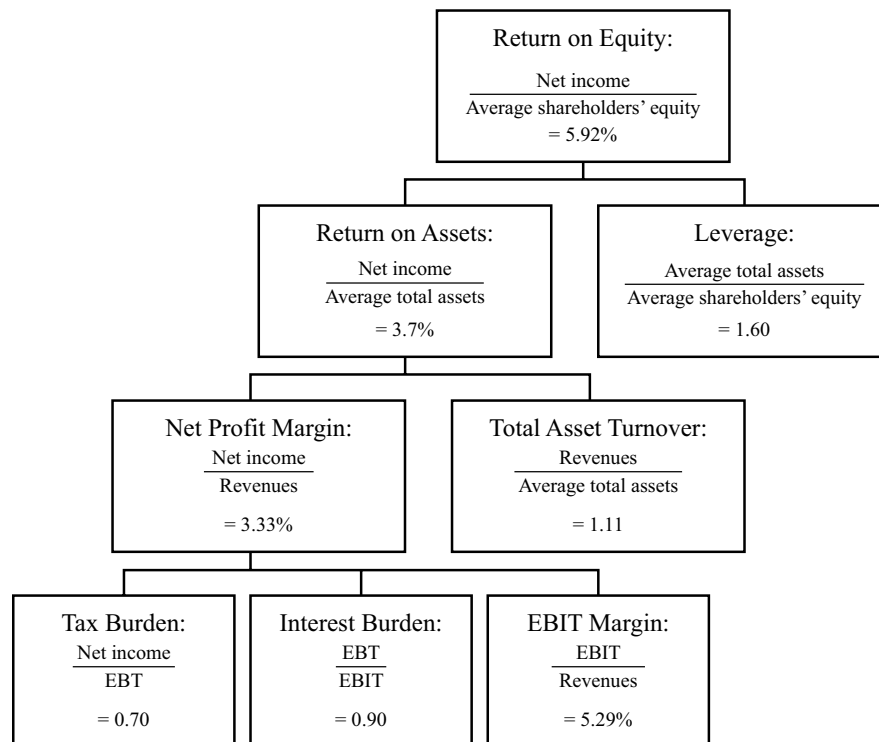 Return on Equity:
Net income
Average shareholders’ equity
= 5.92%
Return on Assets:
Net income
Average total assets
= 3.7%
Leverage:
Average total assets
Average shareholders’ equity
= 1.60
Net Profit Margin:
Net income
Revenues
= 3.33%
Total Asset Turnover:
Revenues
Average total assets
= 1.11
Tax Burden:
Net income
EBT
= 0.70
Interest Burden:
EBT
EBIT
= 0.90
EBIT Margin:
EBIT
Revenues
= 5.29%